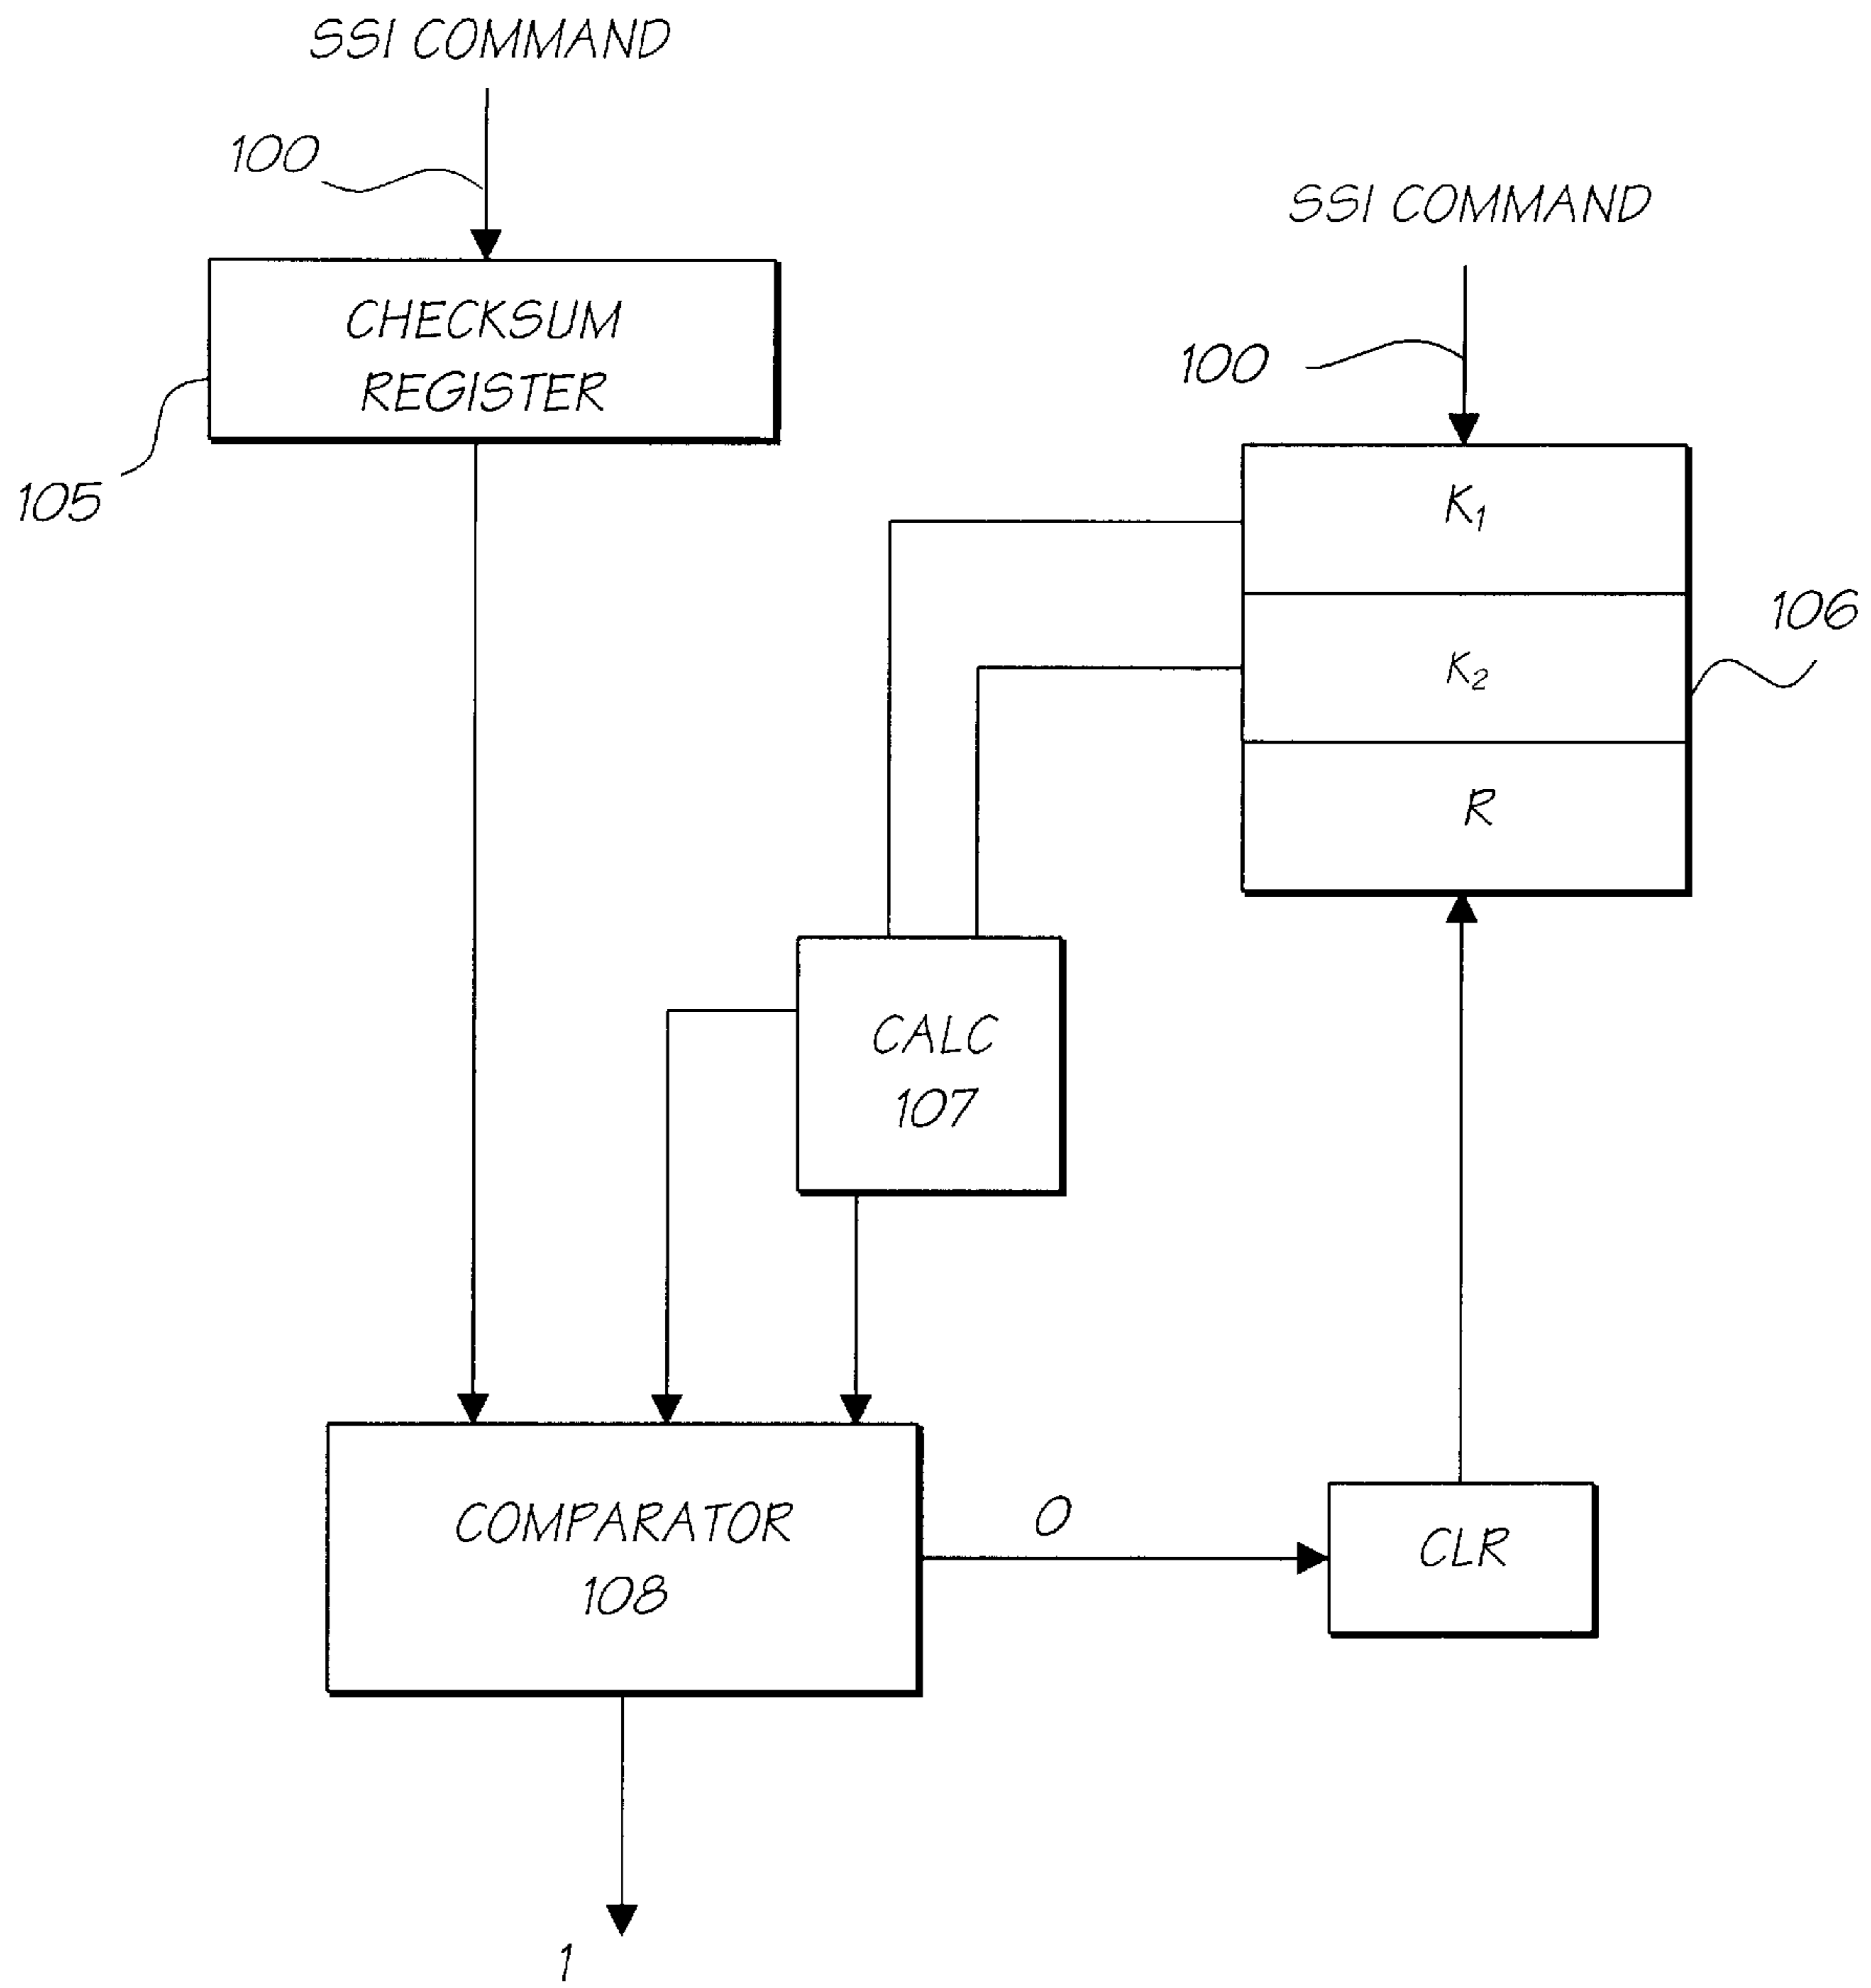 SSI COMMAND
100
SSI COMMAND
100
CHECKSUM
REGISTER
105
K1
106
K2
R
CALC
107
COMPARATOR
108
0
CLR
1